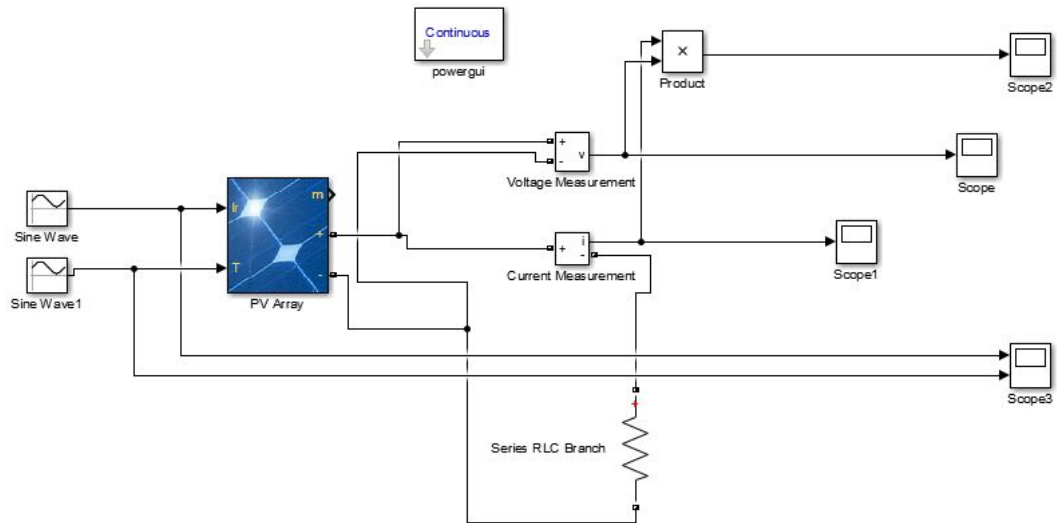 Continuous
powergui
×
Product
Scope2
+
-
v
Voltage Measurement
Scope
Sine Wave
Ir
m
+
T
-
PV Array
Sine Wave1
+
i
-
Current Measurement
Scope1
Scope3
+
Series RLC Branch